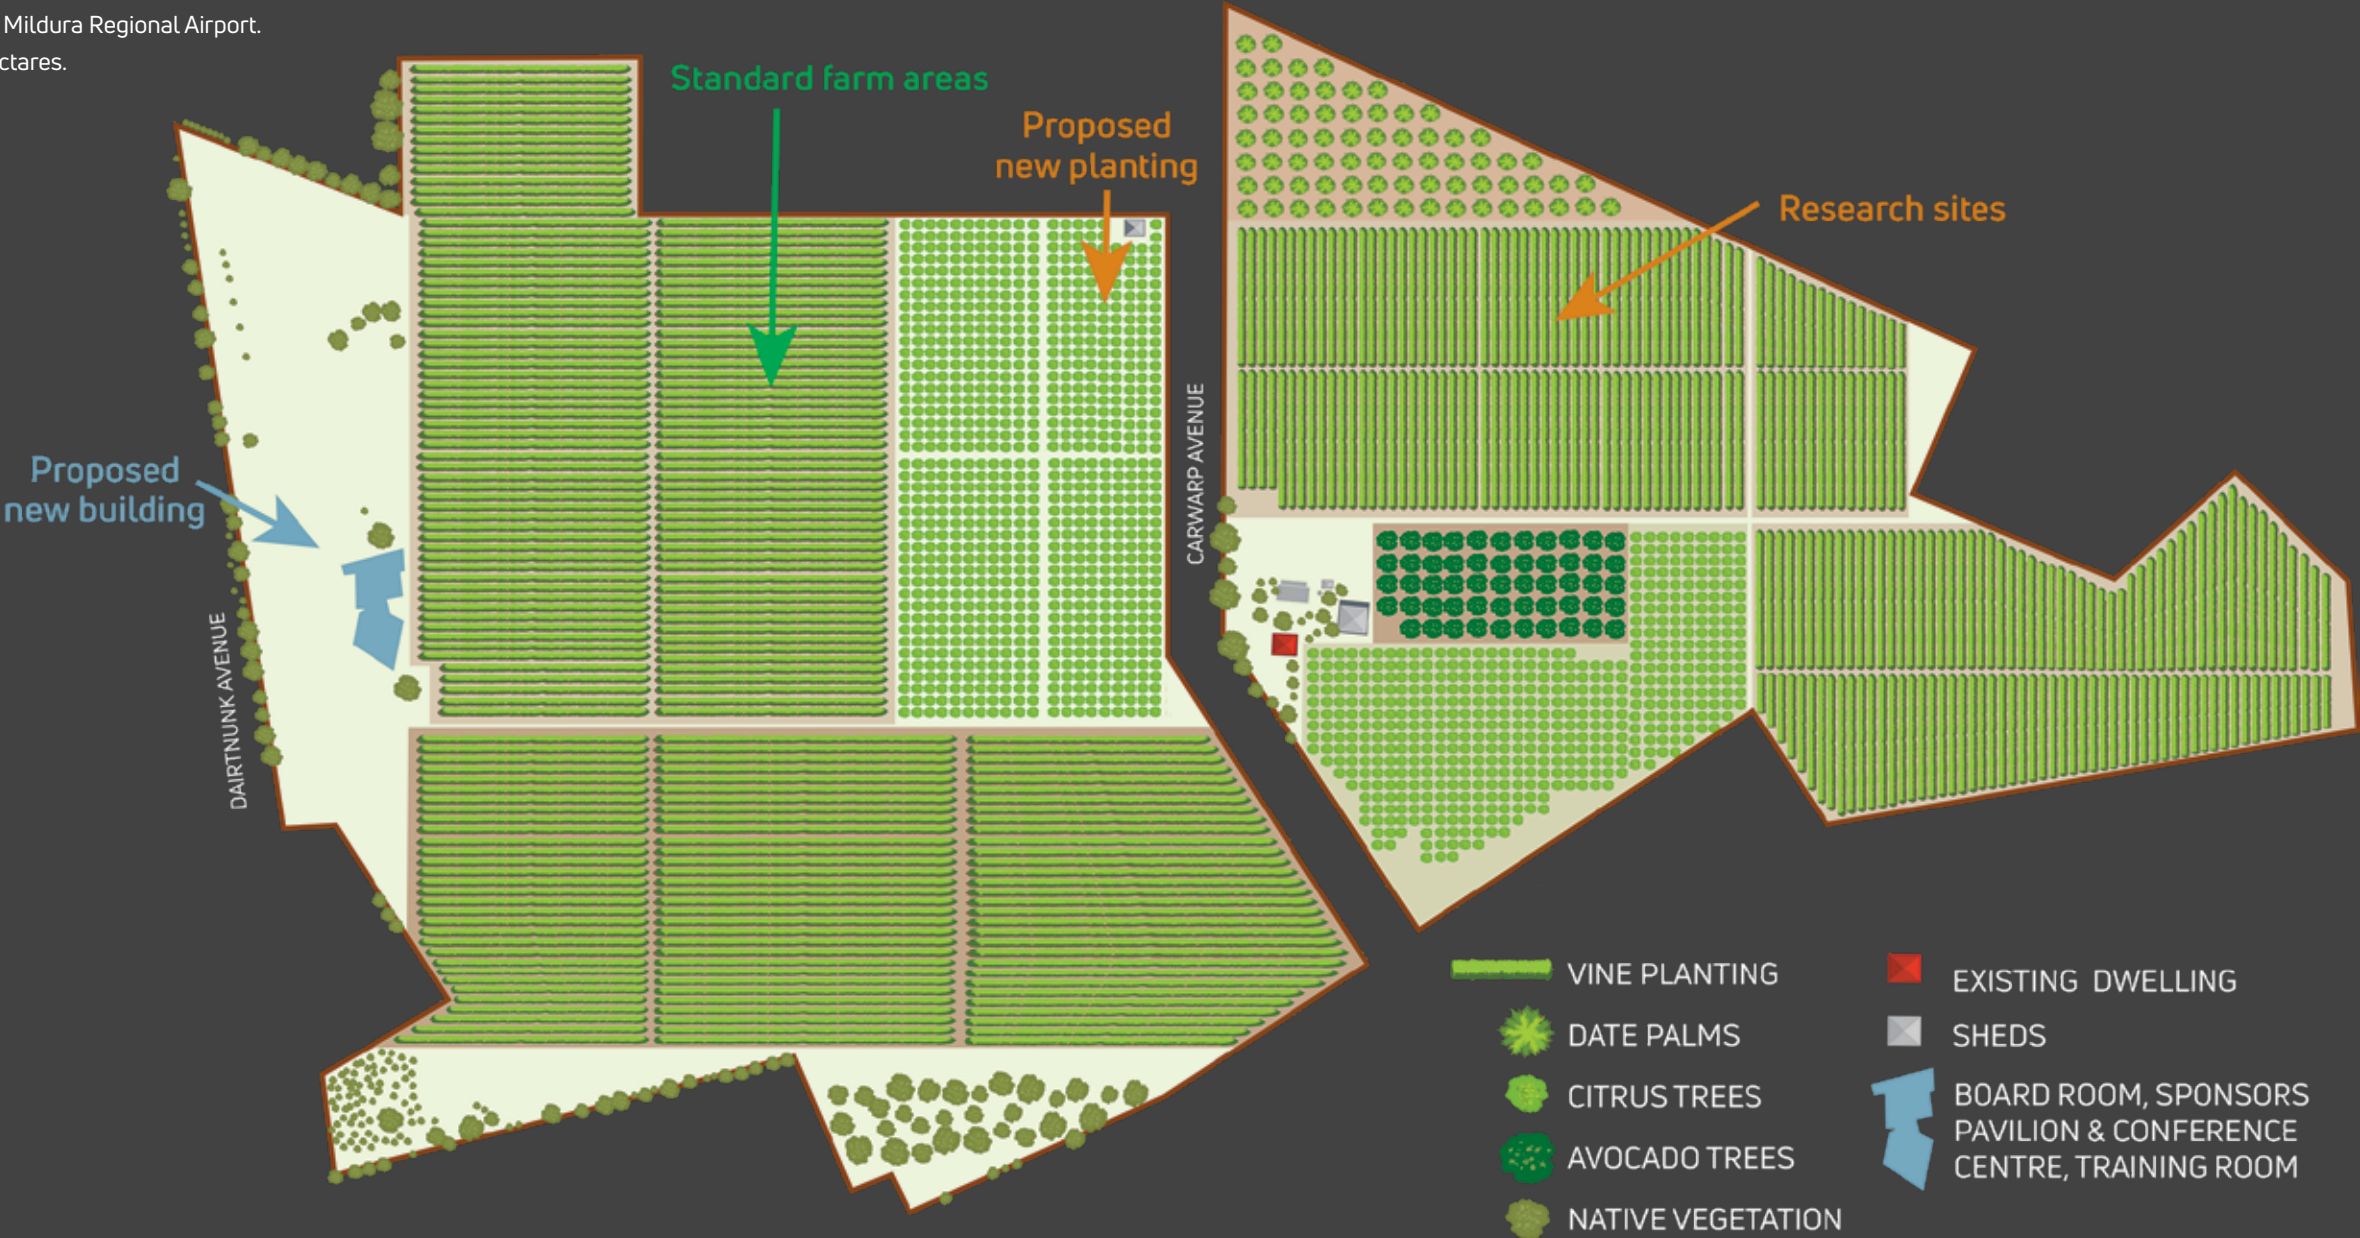 Mildura Regional Airport.
ctares.
Standard farm areas
Proposed
new planting
Research sites
Proposed
new building
CARWARP AVENUE
DAIRTNUNK AVENUE
VINE PLANTING
DATE PALMS
CITRUS TREES
AVOCADO TREES
NATIVE VEGETATION
EXISTING DWELLING
SHEDS
BOARD ROOM, SPONSORS
PAVILION & CONFERENCE
CENTRE, TRAINING ROOM